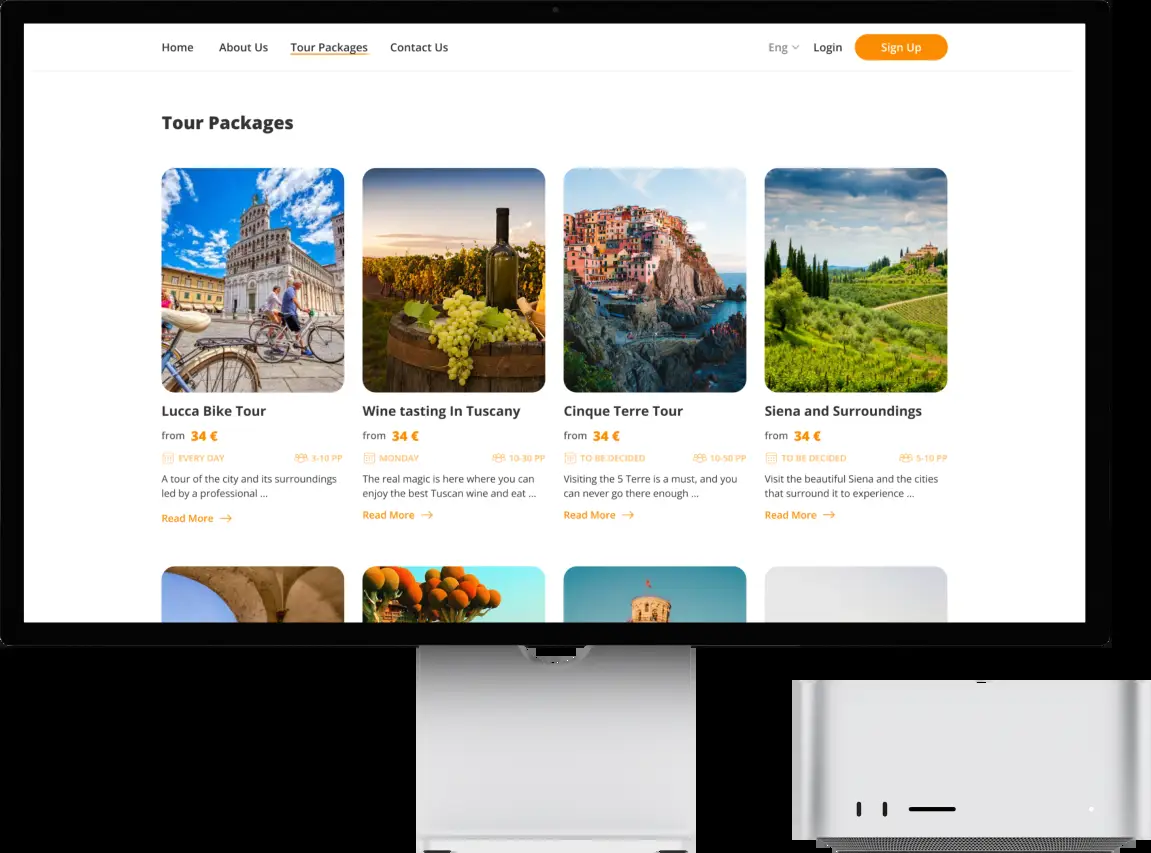 Home About Us Tour Packages Contact Us Eng Login Sign Up
Tour Packages
Lucca Bike Tour
from 34 €
EVERY DAY 3-10 PP
A tour of the city and its surroundings
led by a professional ...
Read More
Wine tasting In Tuscany
from 34 €
MONDAY 10-30 PP
The real magic is here where you can
enjoy the best Tuscan wine and eat ...
Read More
Cinque Terre Tour
from 34 €
TO BE DECIDED 10-50 PP
Visiting the 5 Terre is a must, and you
can never go there enough ...
Read More
Siena and Surroundings
from 34 €
TO BE DECIDED 5-10 PP
Visit the beautiful Siena and the cities
that surround it to experience ...
Read More